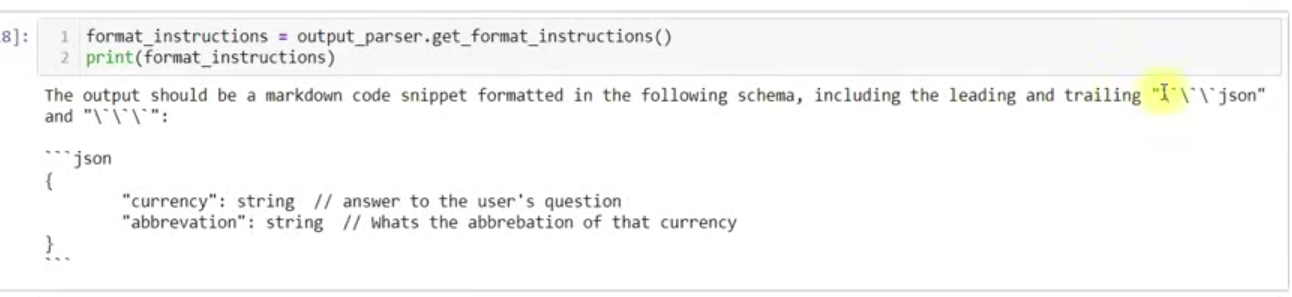 8]:
1 format_instructions = output_parser.get_format_instructions()
2 print(format_instructions)
The output should be a markdown code snippet formatted in the following schema, including the leading and trailing "\`\`\`json"
and "\`\`\`":
```json
{
"currency": string // answer to the user's question
"abbrevation": string // Whats the abbrebation of that currency
}
```